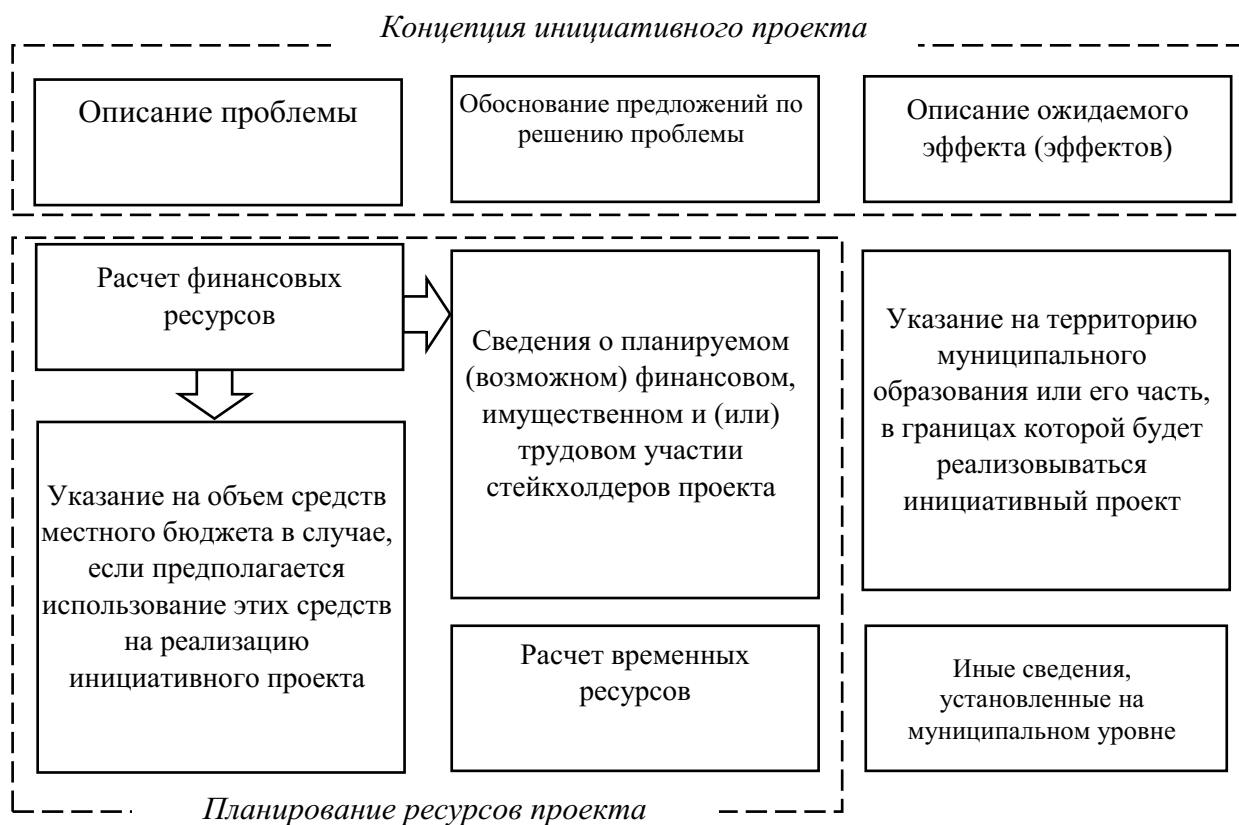 Концепция инициативного проекта
Описание проблемы
Обоснование предложений по
решению проблемы
Описание ожидаемого
эффекта (эффектов)
Расчет финансовых
ресурсов
Указание на объем средств
местного бюджета в случае,
если предполагается
использование этих средств
на реализацию
инициативного проекта
Сведения о планируемом
(возможном) финансовом,
имущественном и (или)
трудовом участии
стейкхолдеров проекта
Расчет временных
ресурсов
Указание на территорию
муниципального
образования или его часть,
в границах которой будет
реализовываться
инициативный проект
Иные сведения,
установленные на
муниципальном уровне
Планирование ресурсов проекта